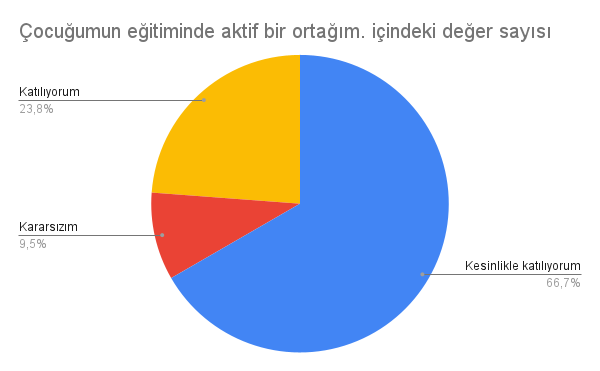 Çocuğumun eğitiminde aktif bir ortağım. içindeki değer sayısı
Katılıyorum
23,8%
Kararsızım
9,5%
Kesinlikle katılıyorum
66,7%